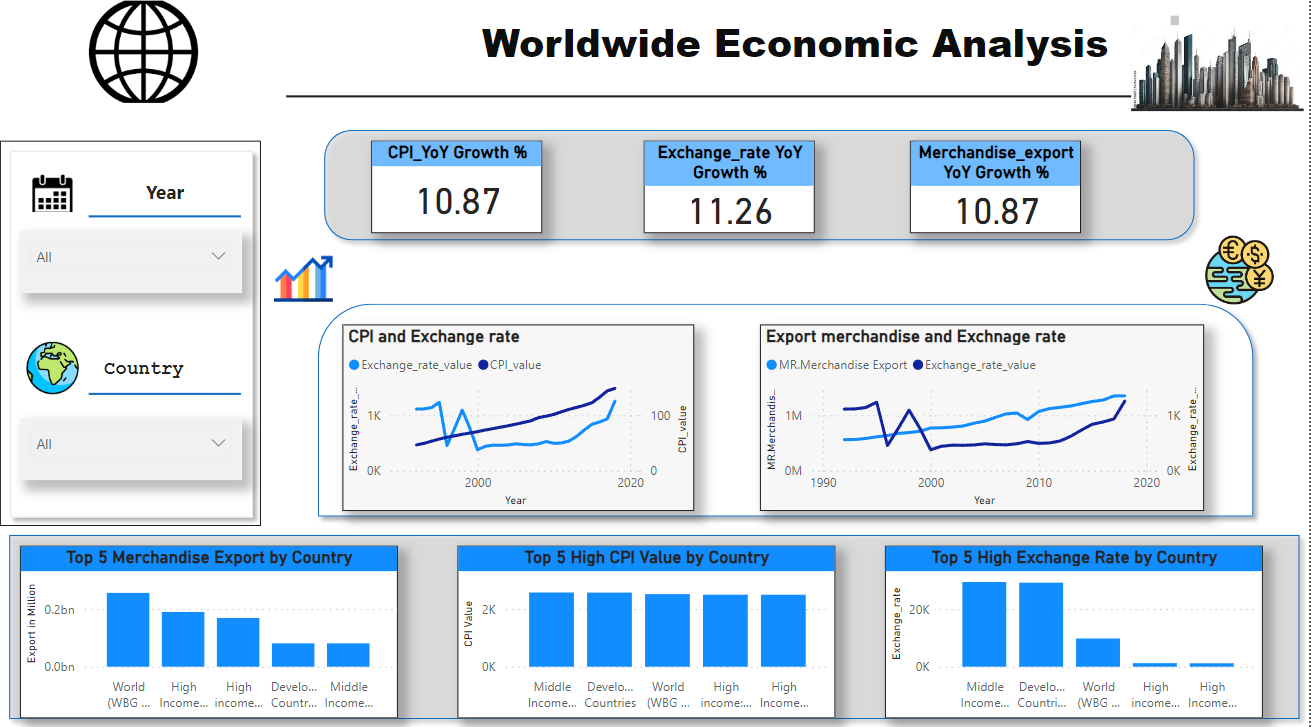 Worldwide Economic Analysis
Year
All
Country
All
CPI_YoY Growth %
10.87
Exchange_rate YoY
Growth %
11.26
Merchandise_export
YoY Growth %
10.87
CPI and Exchange rate
Exchange_rate_value CPI_value
Exchange_rate_...
1K
0K
100
0
CPI_value
2000
2020
Year
Export merchandise and Exchnage rate
MR.Merchandise Export Exchange_rate_value
MR.Merchandis...
1M
0M
1K
0K
Exchange_rate_...
1990
2000
2010
2020
Year
Top 5 Merchandise Export by Country
Export in Million
0.2bn
0.0bn
World
(WBG ...
High
Income:...
High
income:...
Develo...
Countr...
Middle
Income...
Top 5 High CPI Value by Country
CPI Value
2K
0K
Middle
Income...
Develo...
Countries
World
(WBG ...
High
income:...
High
Income...
Top 5 High Exchange Rate by Country
Exchange_rate
20K
0K
Middle
Income...
Develo...
Countri...
World
(WBG ...
High
income:...
High
Income...